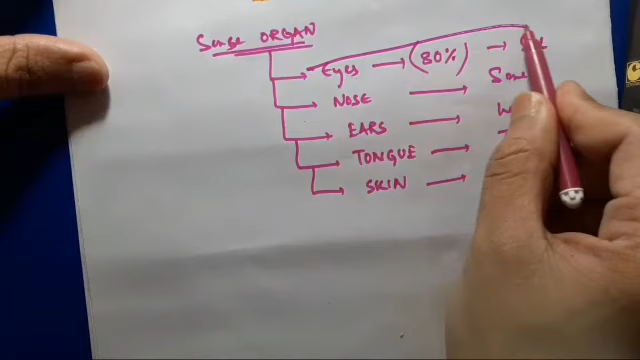 Sense ORGAN
Eyes → (80%) →
NOSE →
EARS →
TONGUE →
SKIN →